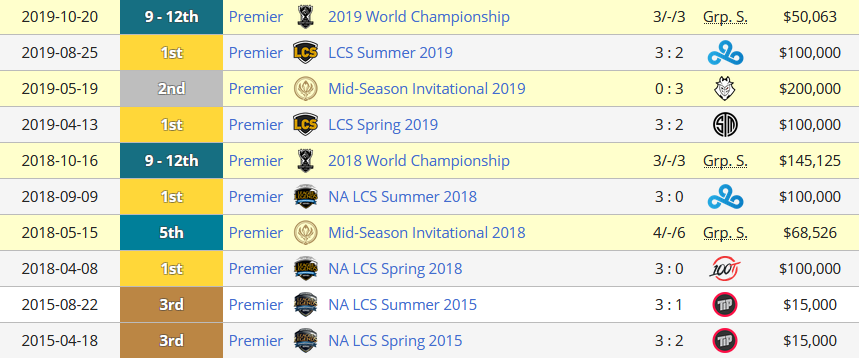 2019-10-20 9 - 12th Premier 2019 World Championship 3/-/3 Grp. S. $50,063
2019-08-25 1st Premier LCS LCS Summer 2019 3 : 2 $100,000
2019-05-19 2nd Premier Mid-Season Invitational 2019 0 : 3 $200,000
2019-04-13 1st Premier LCS LCS Spring 2019 3 : 2 $100,000
2018-10-16 9 - 12th Premier 2018 World Championship 3/-/3 Grp. S. $145,125
2018-09-09 1st Premier NA LCS Summer 2018 3 : 0 $100,000
2018-05-15 5th Premier Mid-Season Invitational 2018 4/-/6 Grp. S. $68,526
2018-04-08 1st Premier NA LCS Spring 2018 3 : 0 100T $100,000
2015-08-22 3rd Premier NA LCS Summer 2015 3 : 1 TiP $15,000
2015-04-18 3rd Premier NA LCS Spring 2015 3 : 2 TiP $15,000